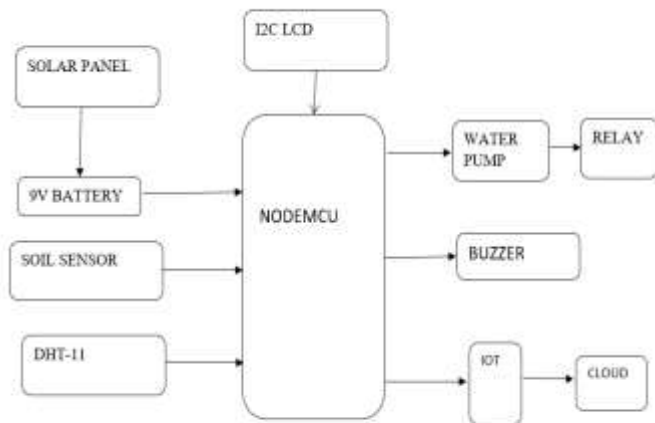 I2C LCD
SOLAR PANEL
WATER
PUMP
RELAY
9V BATTERY
NODEMCU
SOIL SENSOR
BUZZER
DHT-11
IOT
CLOUD